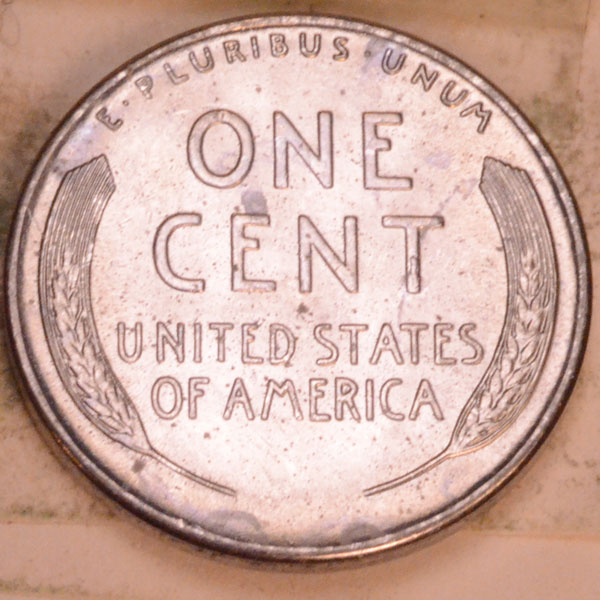 E · PLURIBUS · UNUM
ONE
CENT
UNITED STATES
OF AMERICA